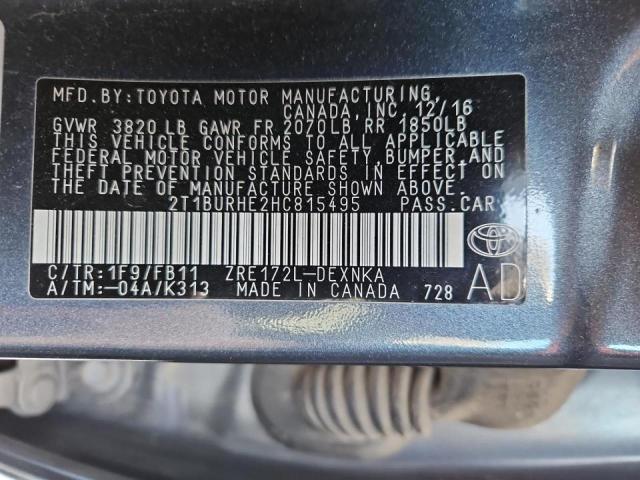 MFD.BY:TOYOTA MOTOR MANUFACTURING,
CANADA,INC. 12/16
GVWR 3820 LB GAWR FR 2070LB RR 1850LB
THIS VEHICLE CONFORMS TO ALL APPLICABLE
FEDERAL MOTOR VEHICLE SAFETY, BUMPER,AND
THEFT PREVENTION STANDARDS IN EFFECT ON
THE DATE OF MANUFACTURE SHOWN ABOVE.
2T1BURHE2HC815495 PASS.CAR
C/TR:1F9/FB11 ZRE172L-DEXNKA
A/TM:-04A/K313 MADE IN CANADA 728
AD